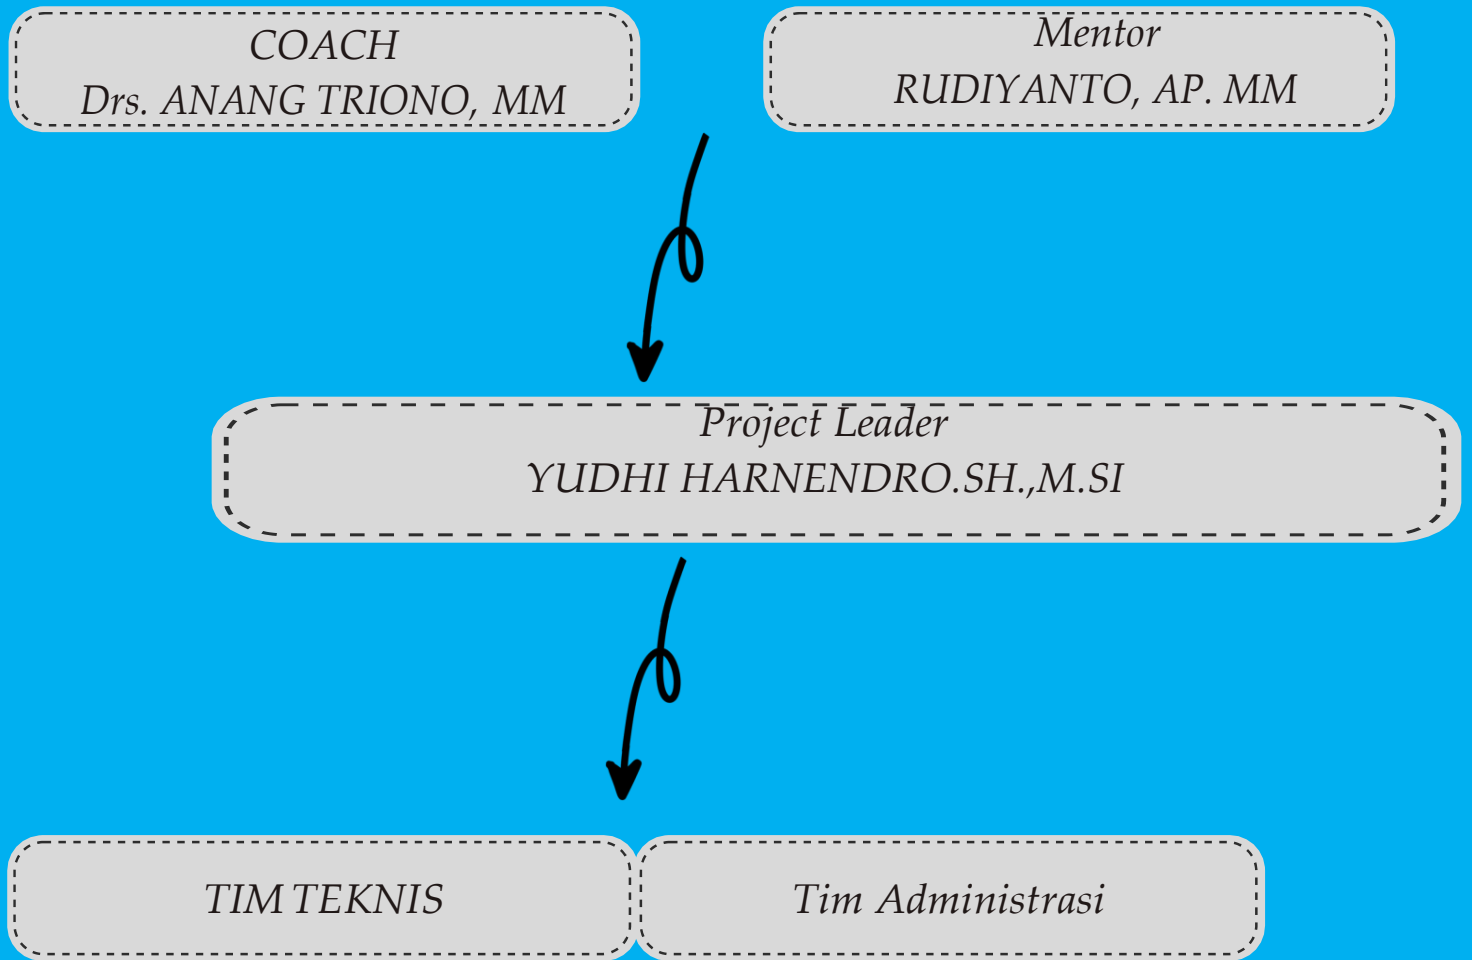 COACH
Drs. ANANG TRIONO, MM
Mentor
RUDIYANTO, AP. MM
Project Leader
YUDHI HARNENDRO.SH.,M.SI
TIM TEKNIS
Tim Administrasi